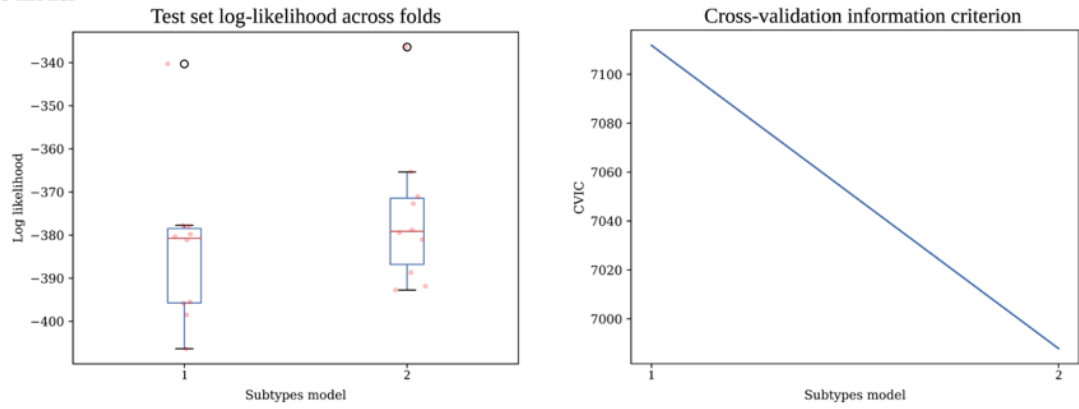 Test set log-likelihood across folds
−340
−350
−360
−370
−380
−390
−400
Log likelihood
1
2
Subtypes model
Cross-validation information criterion
7100
7080
7060
7040
7020
7000
CVIC
1
2
Subtypes model